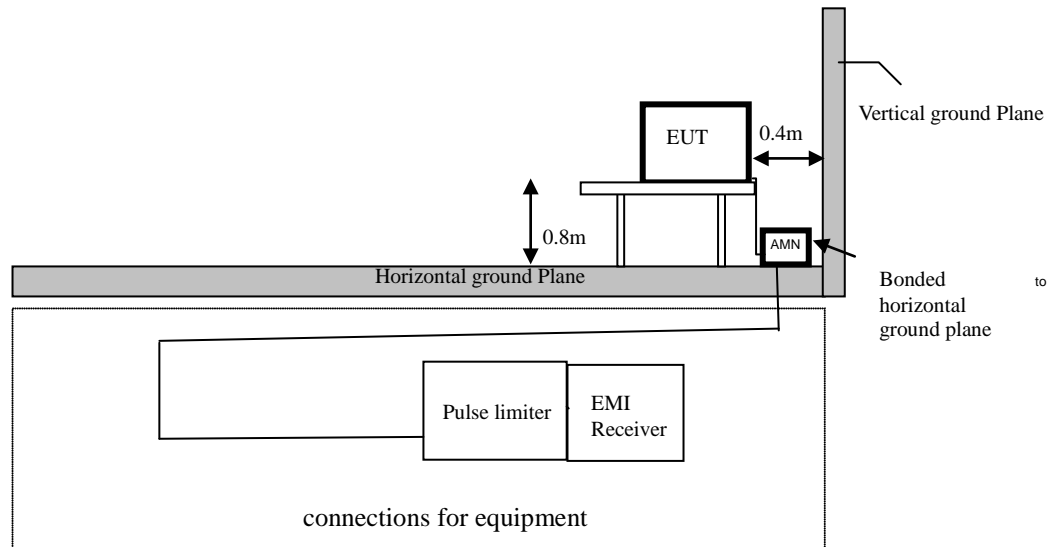 Vertical ground Plane
EUT
0.4m
0.8m
AMN
Horizontal ground Plane
Bonded to
horizontal
ground plane
Pulse limiter
EMI
Receiver
connections for equipment